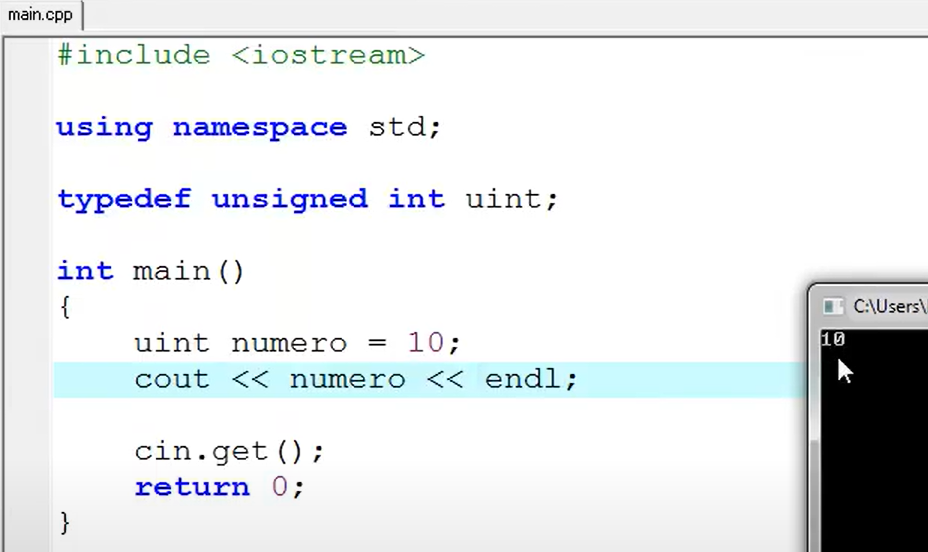 main.cpp
#include <iostream>
using namespace std;
typedef unsigned int uint;
int main()
{
uint numero = 10;
cout << numero << endl;
cin.get();
return 0;
}
C:\Users\
10